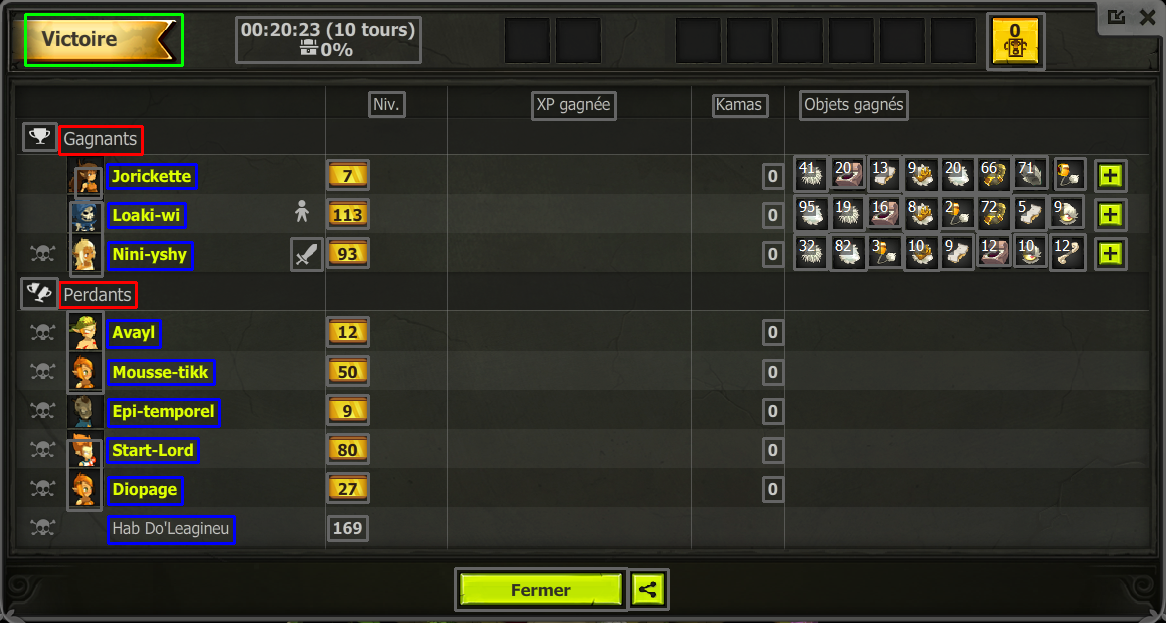 Victoire
00:20:23 (10 tours)
0%
0
Niv. XP gagnée Kamas Objets gagnés
Gagnants
Jorickette 7 0 41 20 13 9 20 66 71
Loaki-wi 113 0 95 19 16 8 2 72 5 9
Nini-yshy 93 0 32 82 3 10 9 12 10 12
Perdants
Avayl 12 0
Mousse-tikk 50 0
Epi-temporel 9 0
Start-Lord 80 0
Diopage 27 0
Hab Do'Leagineu 169
Fermer